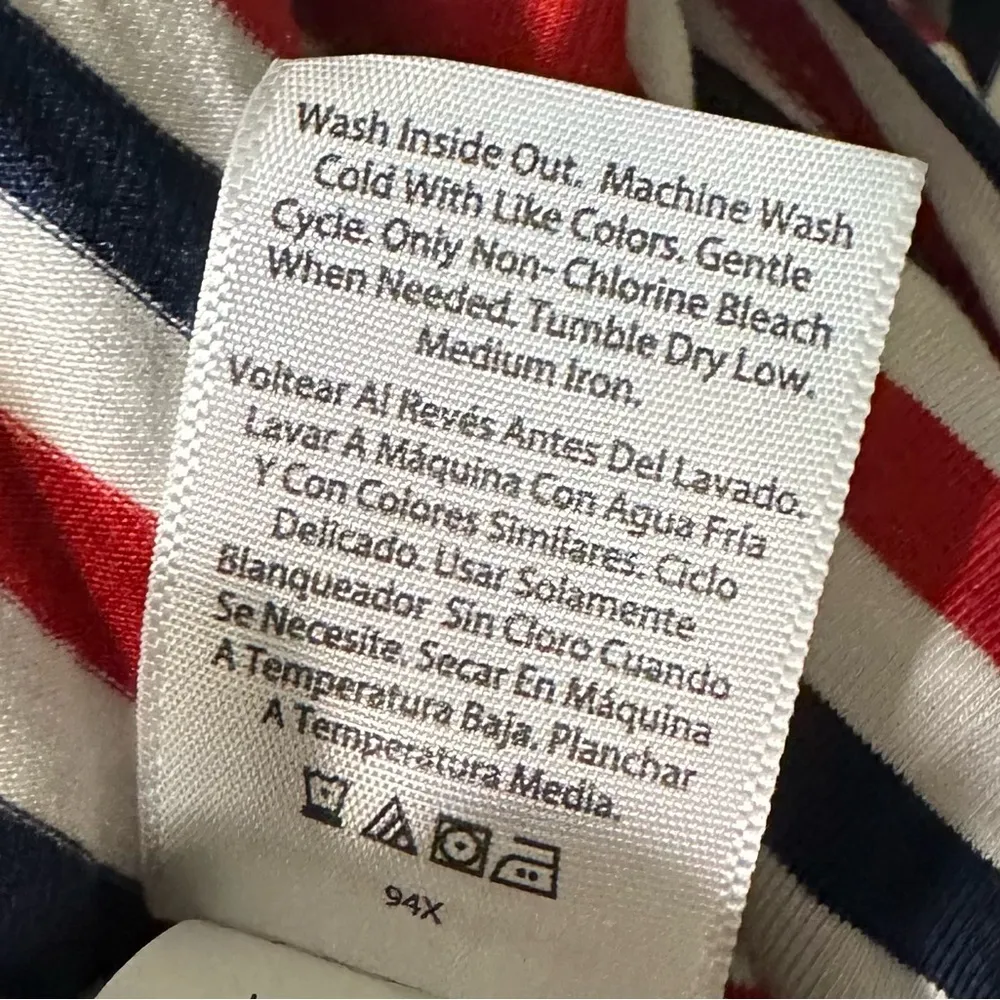 Wash Inside Out. Machine Wash
Cold With Like Colors. Gentle
Cycle. Only Non-Chlorine Bleach
When Needed. Tumble Dry Low.
Medium Iron.
Voltear Al Revés Antes Del Lavado.
Lavar A Máquina Con Agua Fría
Y Con Colores Similares. Ciclo
Delicado. Usar Solamente
Blanqueador Sin Cloro Cuando
Se Necesite. Secar En Máquina
A Temperatura Baja. Planchar
A Temperatura Media.
94X